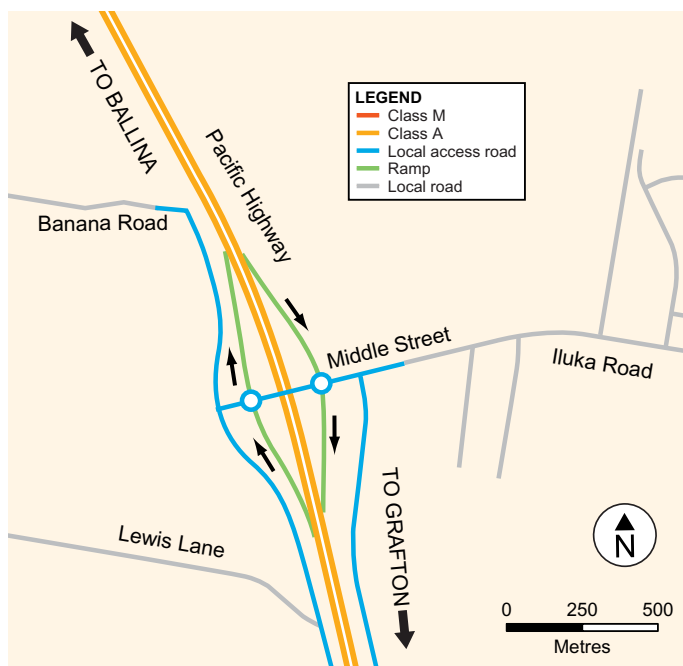 TO BALLINA
Pacific Highway
LEGEND
Class M
Class A
Local access road
Ramp
Local road
Banana Road
Middle Street
Iluka Road
TO GRAFTON
Lewis Lane
N
0 250 500
Metres